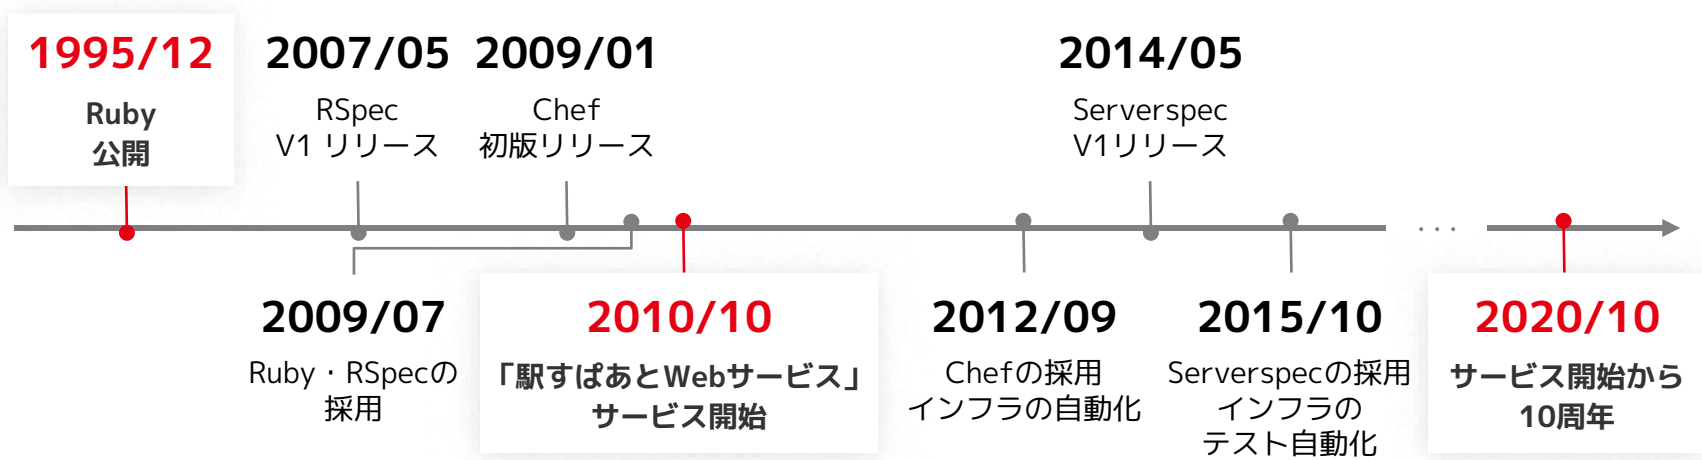 1995/12
Ruby
公開
2007/05
RSpec
V1 リリース
2009/01
Chef
初版リリース
2014/05
Serverspec
V1リリース
...
2009/07
Ruby・RSpecの
採用
2010/10
「駅すぱあとWebサービス」
サービス開始
2012/09
Chefの採用
インフラの自動化
2015/10
Serverspecの採用
インフラの
テスト自動化
2020/10
サービス開始から
10周年